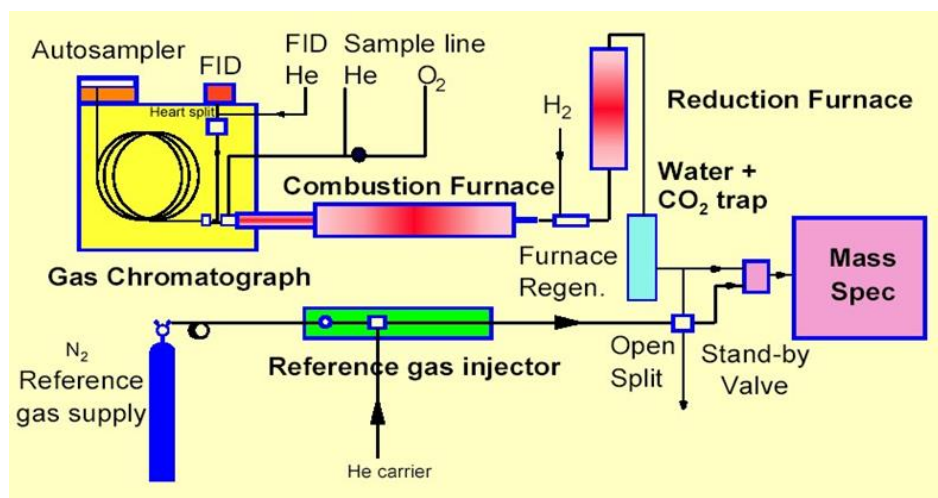 Autosampler
FID
FID
He
Sample line
He
O₂
Heart split
H₂
Reduction Furnace
Combustion Furnace
Water +
CO₂ trap
Gas Chromatograph
Furnace
Regen.
Mass
Spec
N₂
Reference
gas supply
Reference gas injector
Open
Split
Stand-by
Valve
He carrier